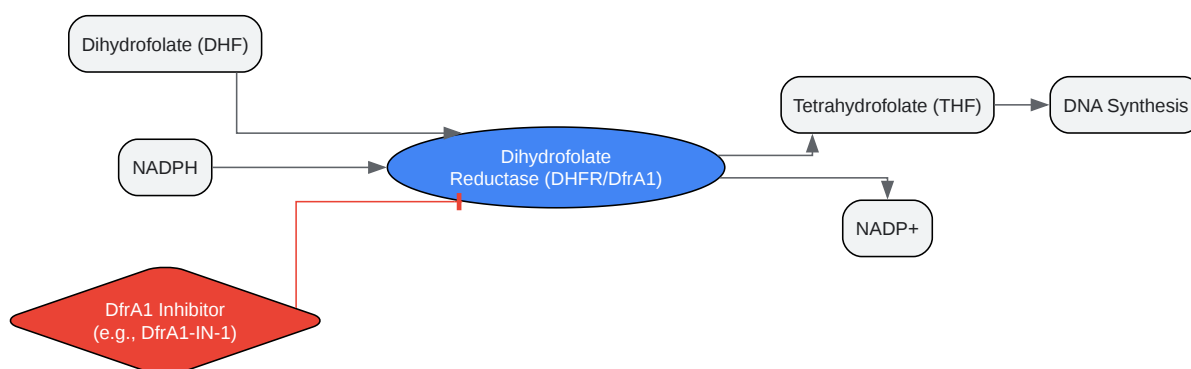 Dihydrofolate (DHF)
NADPH
DfrA1 Inhibitor
(e.g., DfrA1-IN-1)
Dihydrofolate
Reductase (DHFR/DfrA1)
Tetrahydrofolate (THF)
NADP+
DNA Synthesis